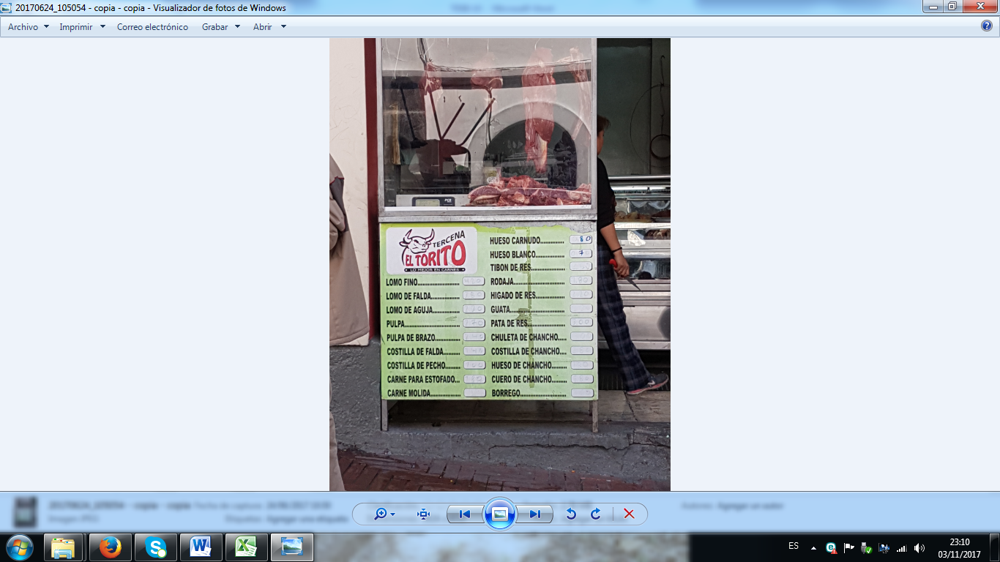 20170624_105054 - copia - copia - Visualizador de fotos de Windows
Archivo Imprimir Correo electrónico Grabar Abrir
TERCENA
EL TORITO
• LO MEJOR EN CARNES •
LOMO FINO
LOMO DE FALDA
LOMO DE AGUJA
PULPA
PULPA DE BRAZO
COSTILLA DE FALDA
COSTILLA DE PECHO
CARNE PARA ESTOFADO
CARNE MOLIDA
HUESO CARNUDO 80
HUESO BLANCO 7
TIBON DE RES
RODAJA
HIGADO DE RES
GUATA
PATA DE RES
CHULETA DE CHANCHO
COSTILLA DE CHANCHO
HUESO DE CHANCHO
CUERO DE CHANCHO
BORREGO
ES
23:10
03/11/2017